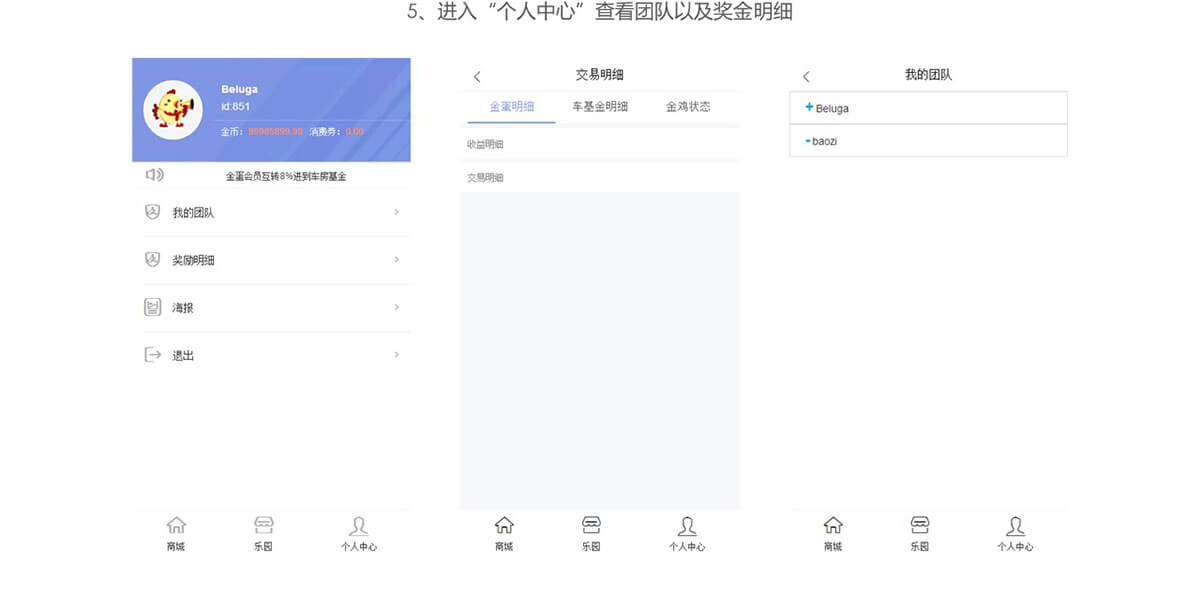 5、进入“个人中心”查看团队以及奖金明细
Beluga
id:851
金币：99985899.99 消费券：0.00
金蛋会员互转8%进到车房基金
我的团队
奖励明细
海报
退出
商城 乐园 个人中心
交易明细
金蛋明细 车基金明细 金鸡状态
收益明细
交易明细
商城 乐园 个人中心
我的团队
+ Beluga
- baozi
商城 乐园 个人中心